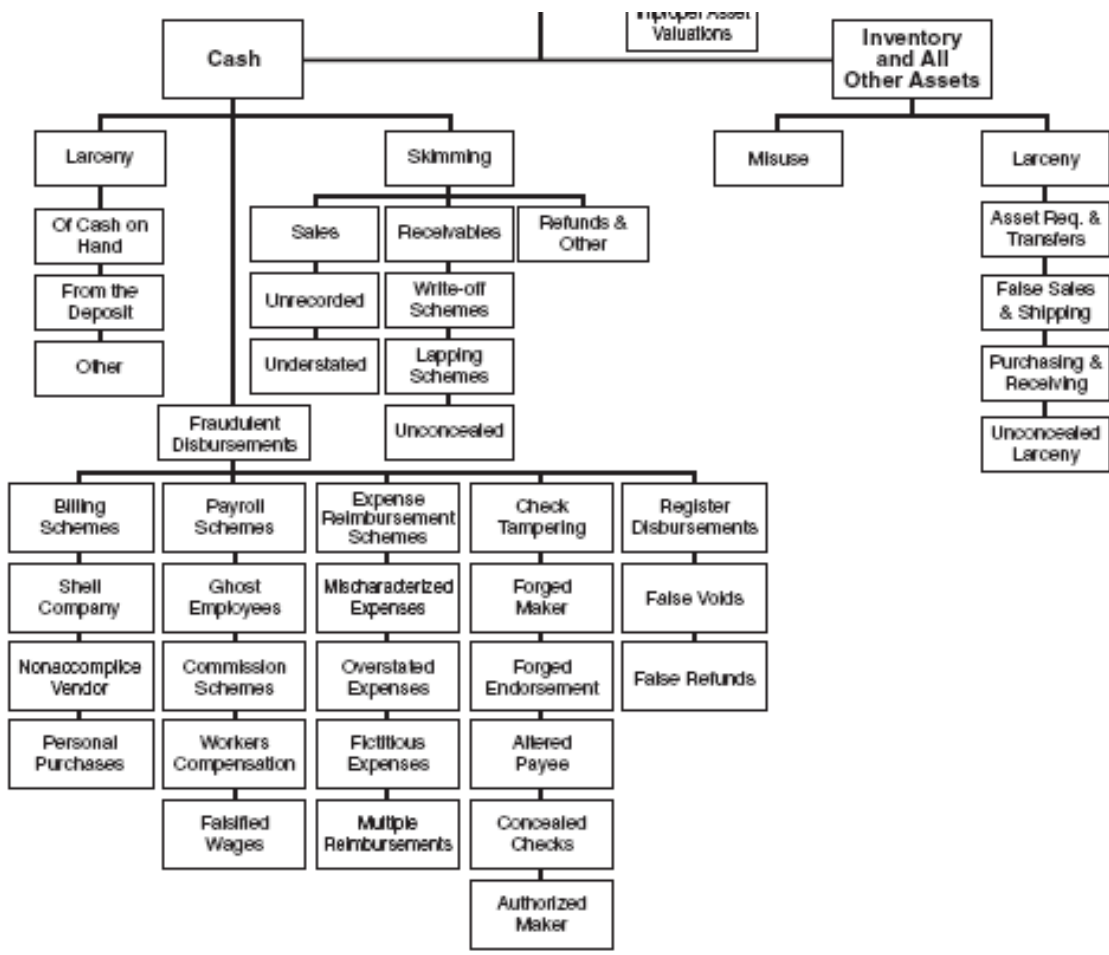 Improper Asset
Valuations
Cash
Inventory
and All
Other Assets
Larceny
Skimming
Misuse
Larceny
Of Cash on
Hand
Sales
Receivables
Refunds &
Other
Asset Req. &
Transfers
From the
Deposit
Unrecorded
Write-off
Schemes
False Sales
& Shipping
Other
Understated
Lapping
Schemes
Purchasing &
Receiving
Fraudulent
Disbursements
Unconcealed
Unconcealed
Larceny
Billing
Schemes
Payroll
Schemes
Expense
Reimbursement
Schemes
Check
Tampering
Register
Disbursements
Shell
Company
Ghost
Employees
Mischaracterized
Expenses
Forged
Maker
False Voids
Nonaccomplice
Vendor
Commission
Schemes
Overstated
Expenses
Forged
Endorsement
False Refunds
Personal
Purchases
Workers
Compensation
Fictitious
Expenses
Altered
Payee
Falsified
Wages
Multiple
Reimbursements
Concealed
Checks
Authorized
Maker